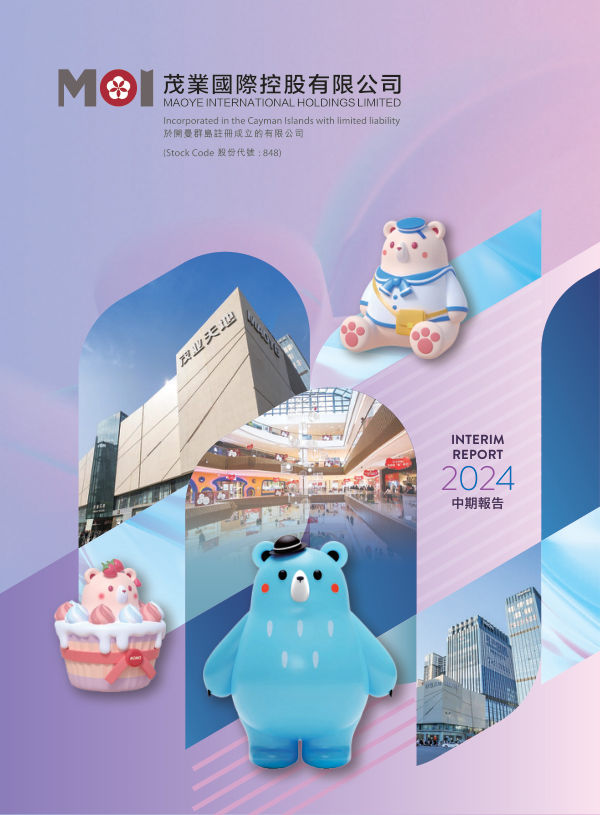 MOI
茂業國際控股有限公司
MAOYE INTERNATIONAL HOLDINGS LIMITED
Incorporated in the Cayman Islands with limited liability
於開曼群島註冊成立的有限公司
(Stock Code 股份代號 : 848)
茂业天地
MAOYE
INTERIM
REPORT
2024
中期報告